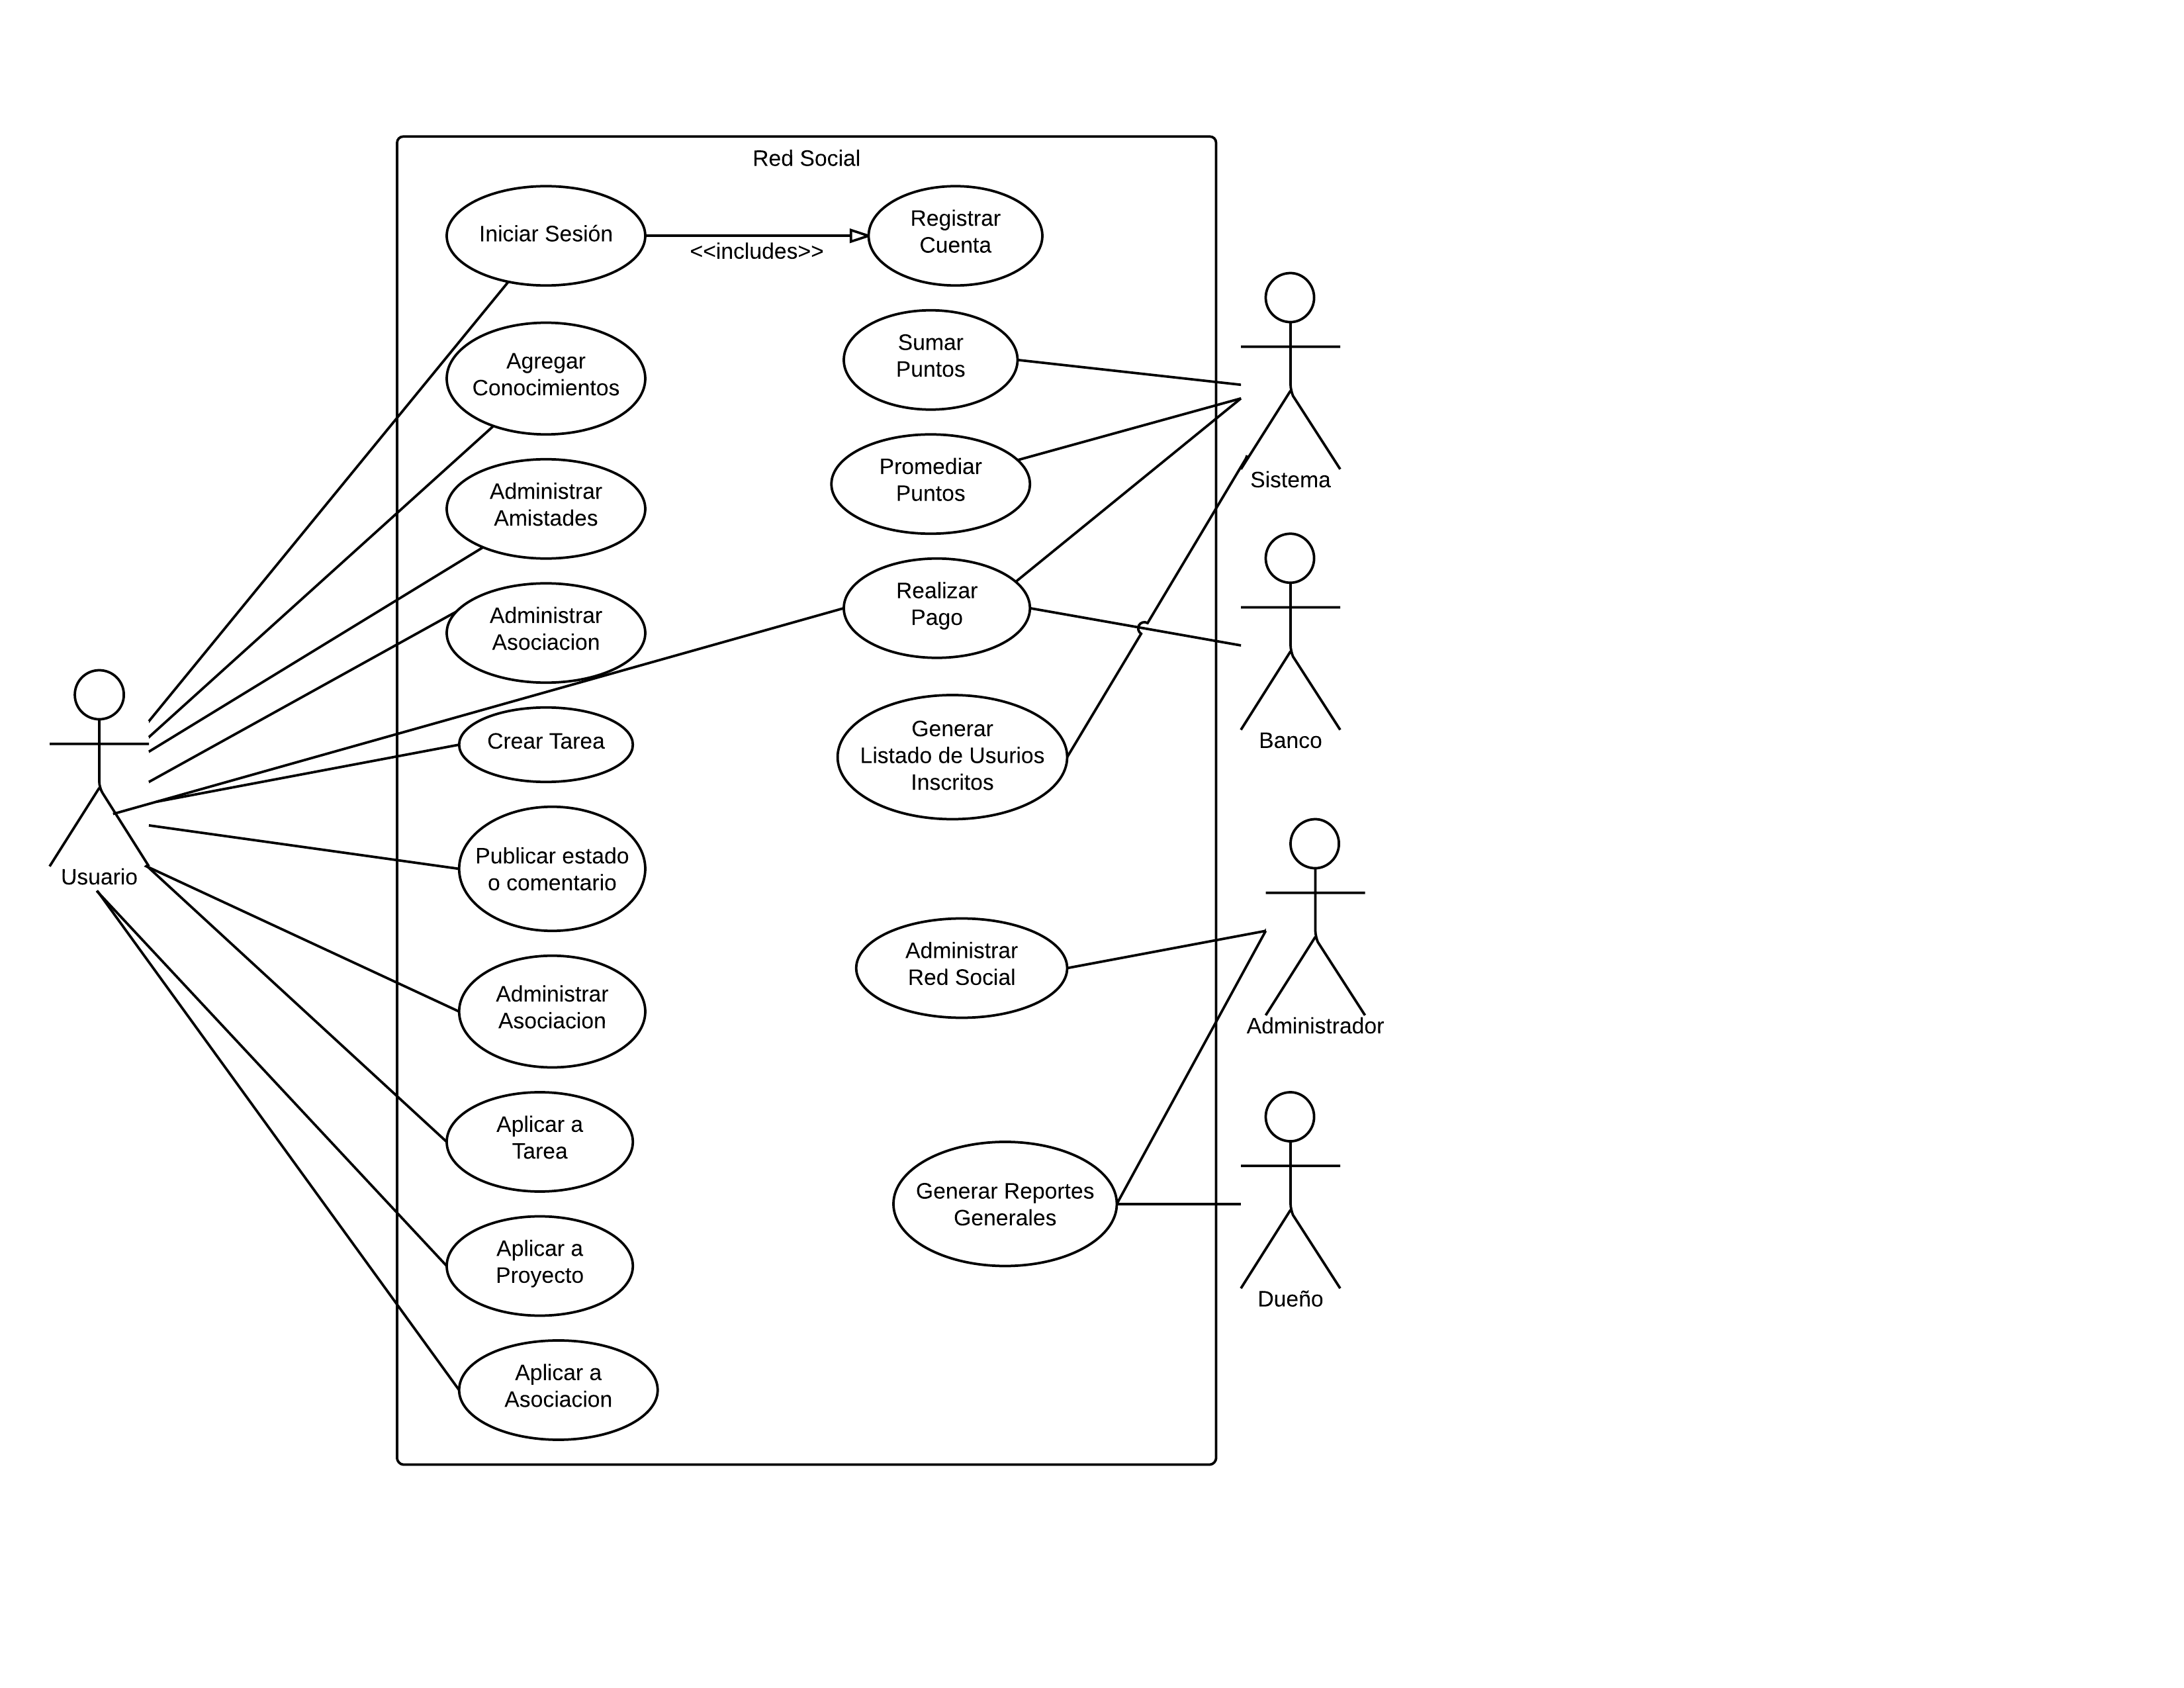 Red Social
Iniciar Sesión
<<includes>>
Registrar
Cuenta
Agregar
Conocimientos
Sumar
Puntos
Administrar
Amistades
Promediar
Puntos
Sistema
Administrar
Asociacion
Realizar
Pago
Crear Tarea
Generar
Listado de Usurios
Inscritos
Banco
Usuario
Publicar estado
o comentario
Administrar
Asociacion
Administrar
Red Social
Administrador
Aplicar a
Tarea
Aplicar a
Proyecto
Generar Reportes
Generales
Dueño
Aplicar a
Asociacion